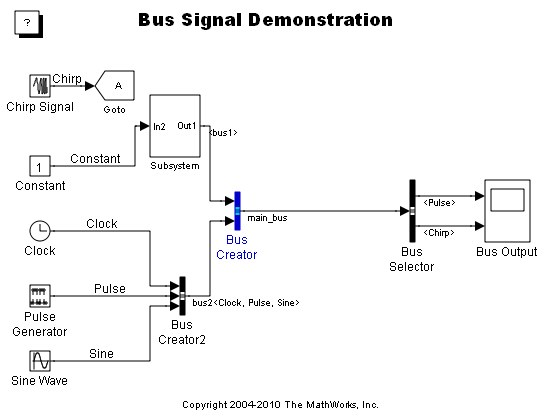 ?
Bus Signal Demonstration
Chirp
A
Chirp Signal
Goto
In2
Out1
<bus1>
Constant
1
Subsystem
Constant
Clock
main_bus
<Pulse>
<Chirp>
Clock
Bus
Creator
Bus
Selector
Bus Output
Pulse
bus2<Clock, Pulse, Sine>
Pulse
Generator
Bus
Creator2
Sine
Sine Wave
Copyright 2004-2010 The MathWorks, Inc.